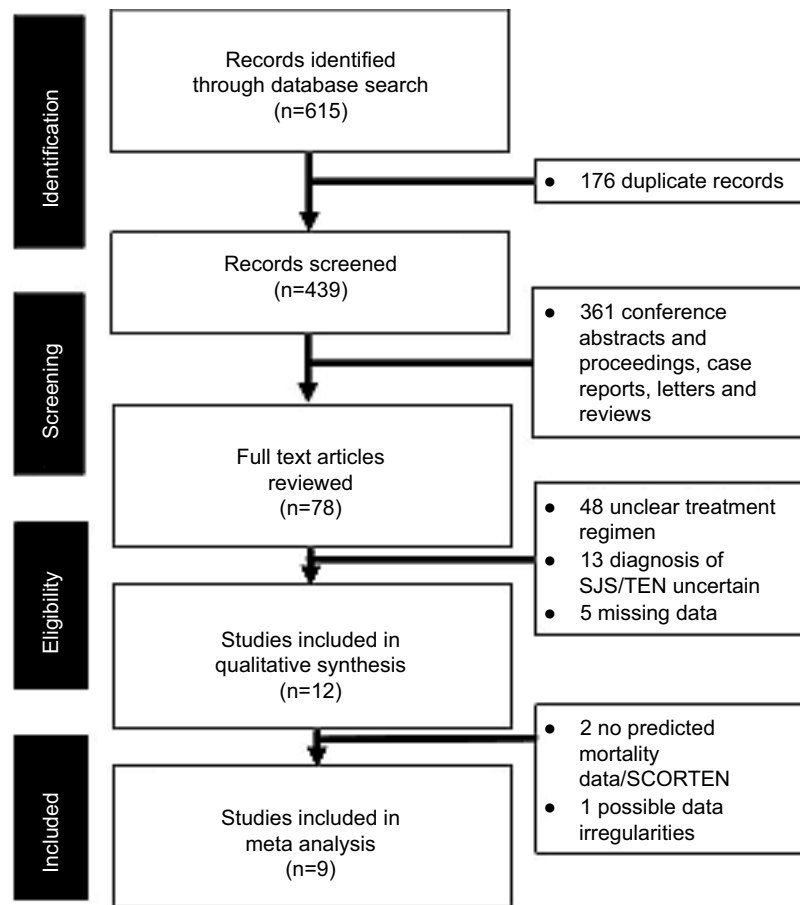 Identification
Records identified
through database search
(n=615)
● 176 duplicate records
Records screened
(n=439)
Screening
● 361 conference
abstracts and
proceedings, case
reports, letters and
reviews
Full text articles
reviewed
(n=78)
Eligibility
● 48 unclear treatment
regimen
● 13 diagnosis of
SJS/TEN uncertain
● 5 missing data
Studies included in
qualitative synthesis
(n=12)
Included
● 2 no predicted
mortality
data/SCORTEN
● 1 possible data
irregularities
Studies included in
meta analysis
(n=9)